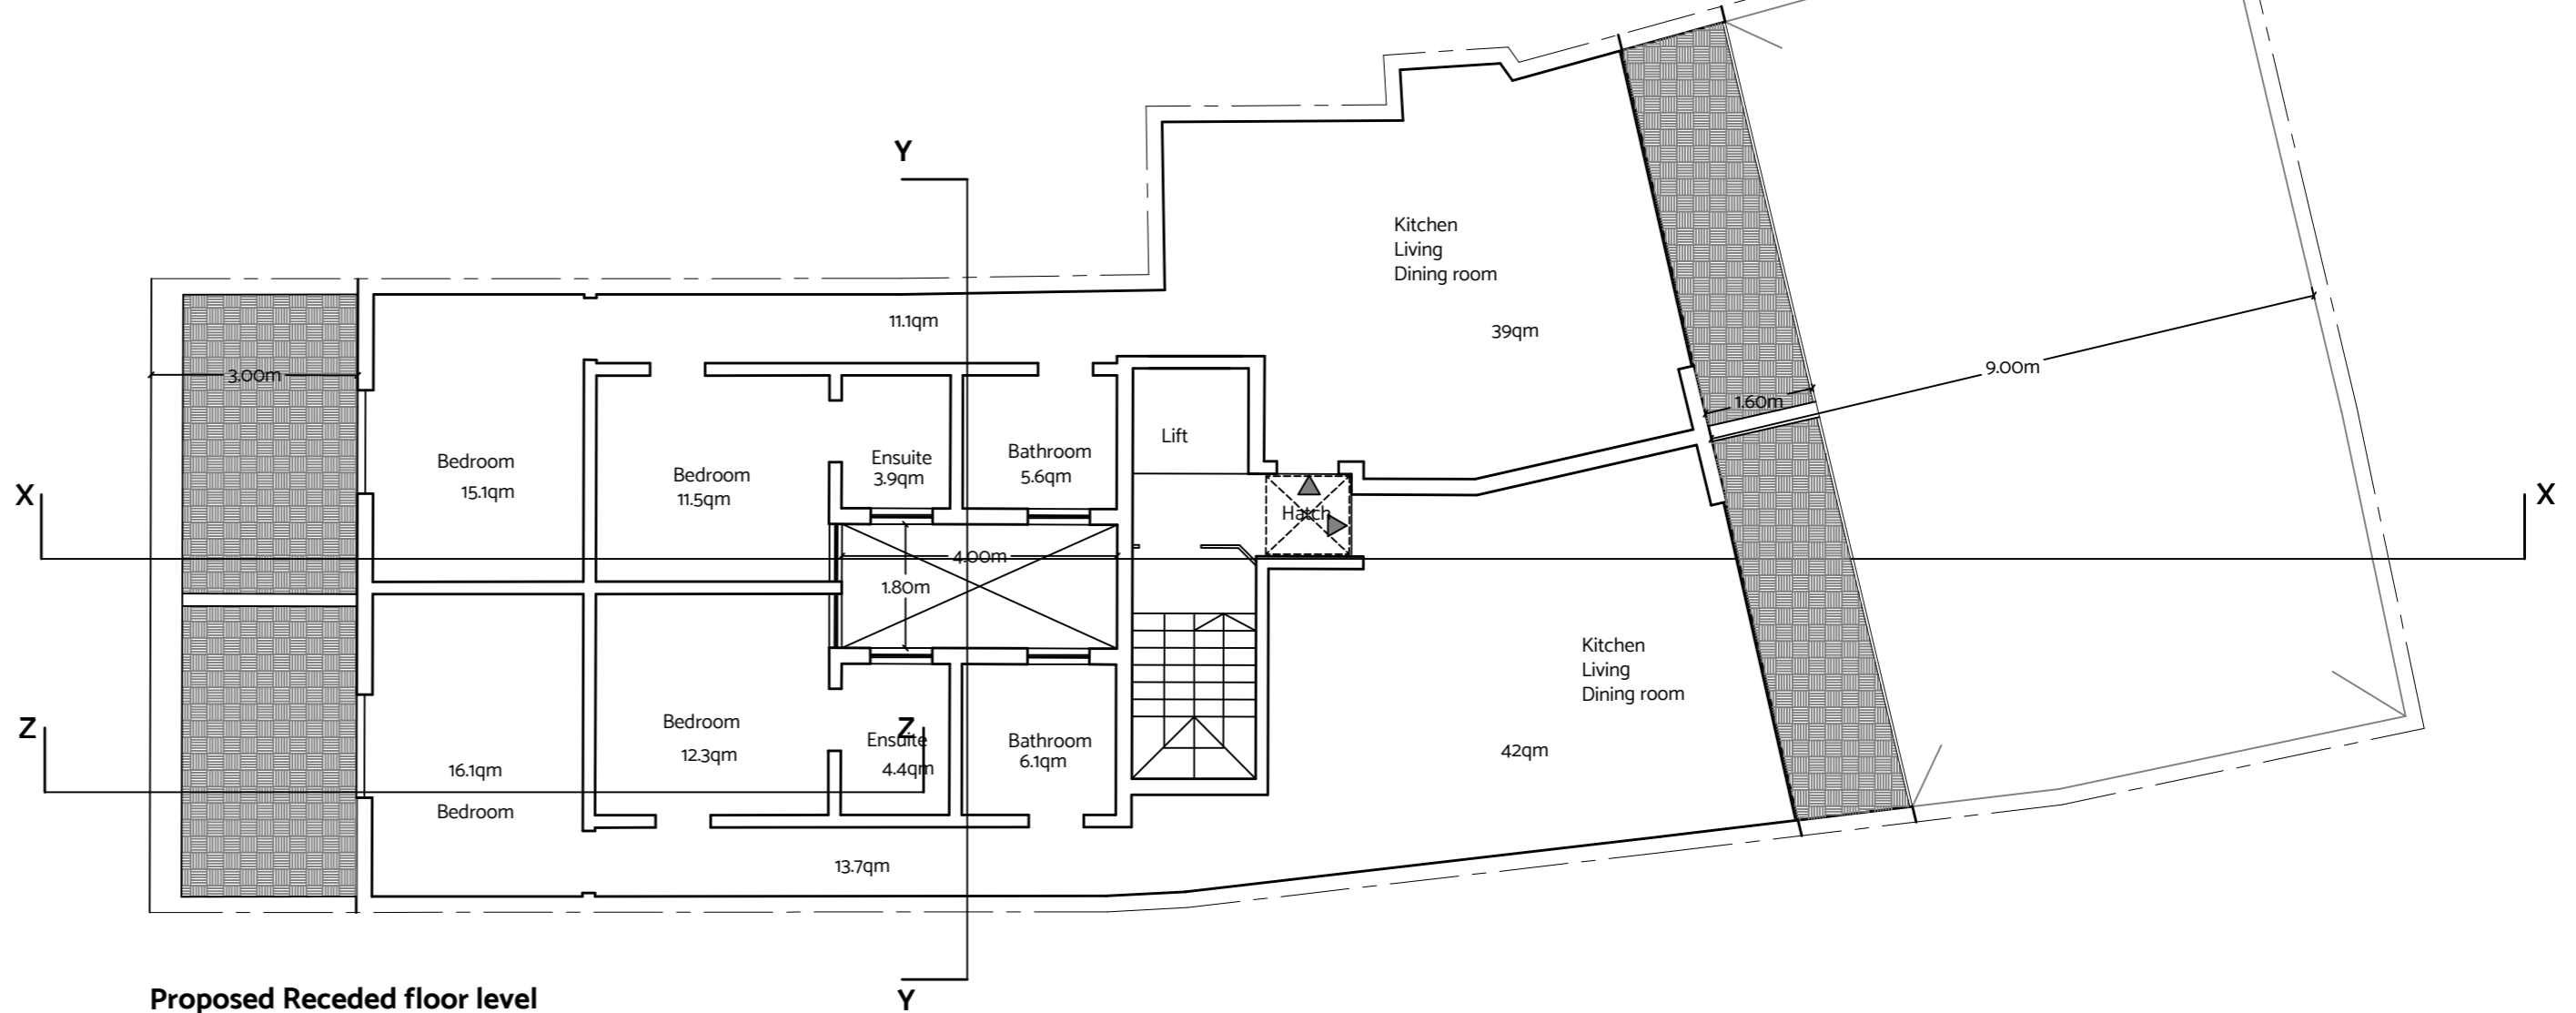 Y
Kitchen
Living
Dining room
11.1qm
39qm
3.00m
9.00m
1.60m
Lift
Bedroom
15.1qm
Bedroom
11.5qm
Ensuite
3.9qm
Bathroom
5.6qm
X
X
Hatch
4.00m
1.80m
Kitchen
Living
Dining room
42qm
Z
Z
Bedroom
12.3qm
Ensuite
4.4qm
Bathroom
6.1qm
16.1qm
Bedroom
13.7qm
Y
Proposed Receded floor level